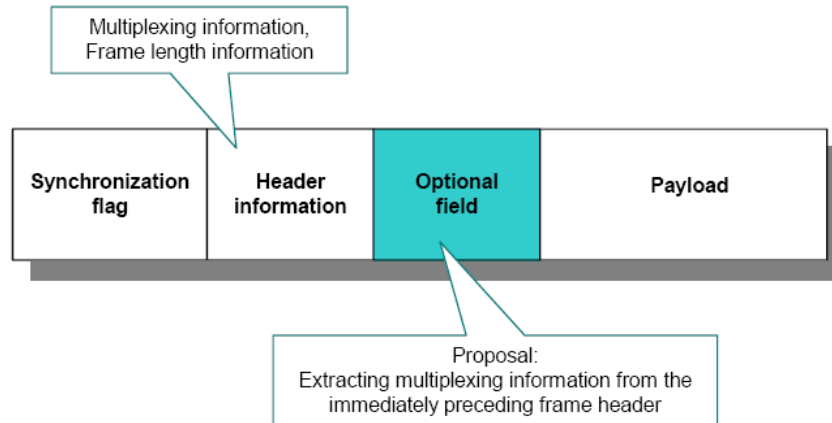 Multiplexing information,
Frame length information
Synchronization
flag
Header
information
Optional
field
Payload
Proposal:
Extracting multiplexing information from the
immediately preceding frame header